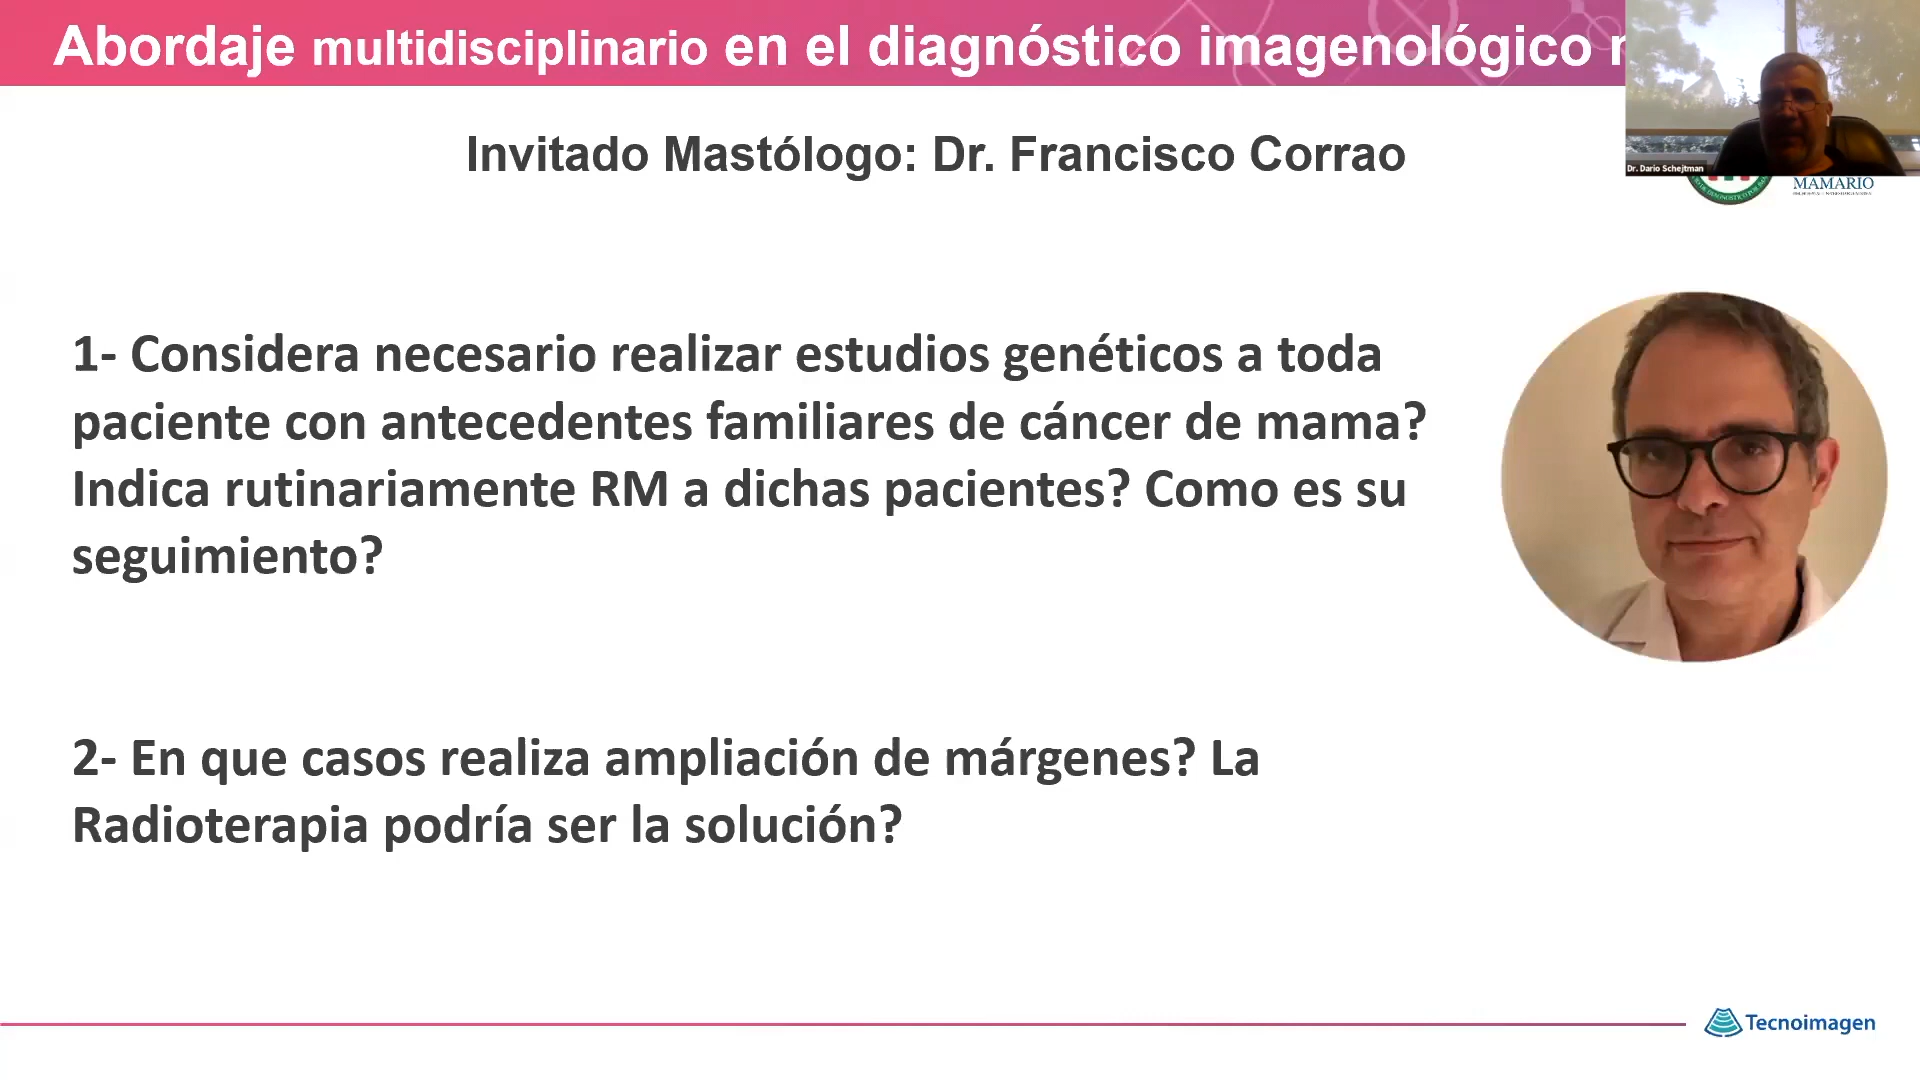 Abordaje multidisciplinario en el diagnóstico imagenológico
Invitado Mastólogo: Dr. Francisco Corrao
Dr. Dario Schejtman
MAMARIO
1- Considera necesario realizar estudios genéticos a toda
paciente con antecedentes familiares de cáncer de mama?
Indica rutinariamente RM a dichas pacientes? Como es su
seguimiento?
2- En que casos realiza ampliación de márgenes? La
Radioterapia podría ser la solución?
Tecnoimagen